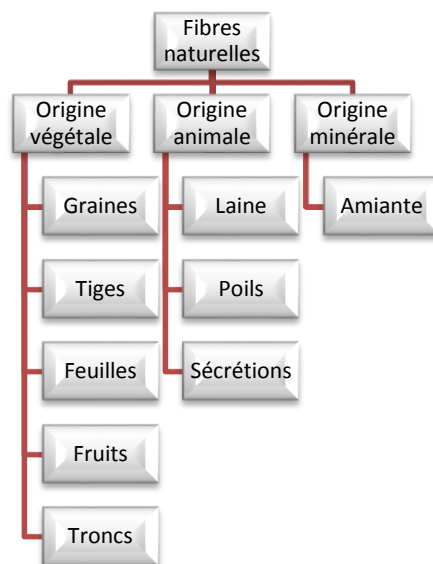 Fibres
naturelles
Origine
végétale
Origine
animale
Origine
minérale
Graines
Laine
Amiante
Tiges
Poils
Feuilles
Sécrétions
Fruits
Troncs